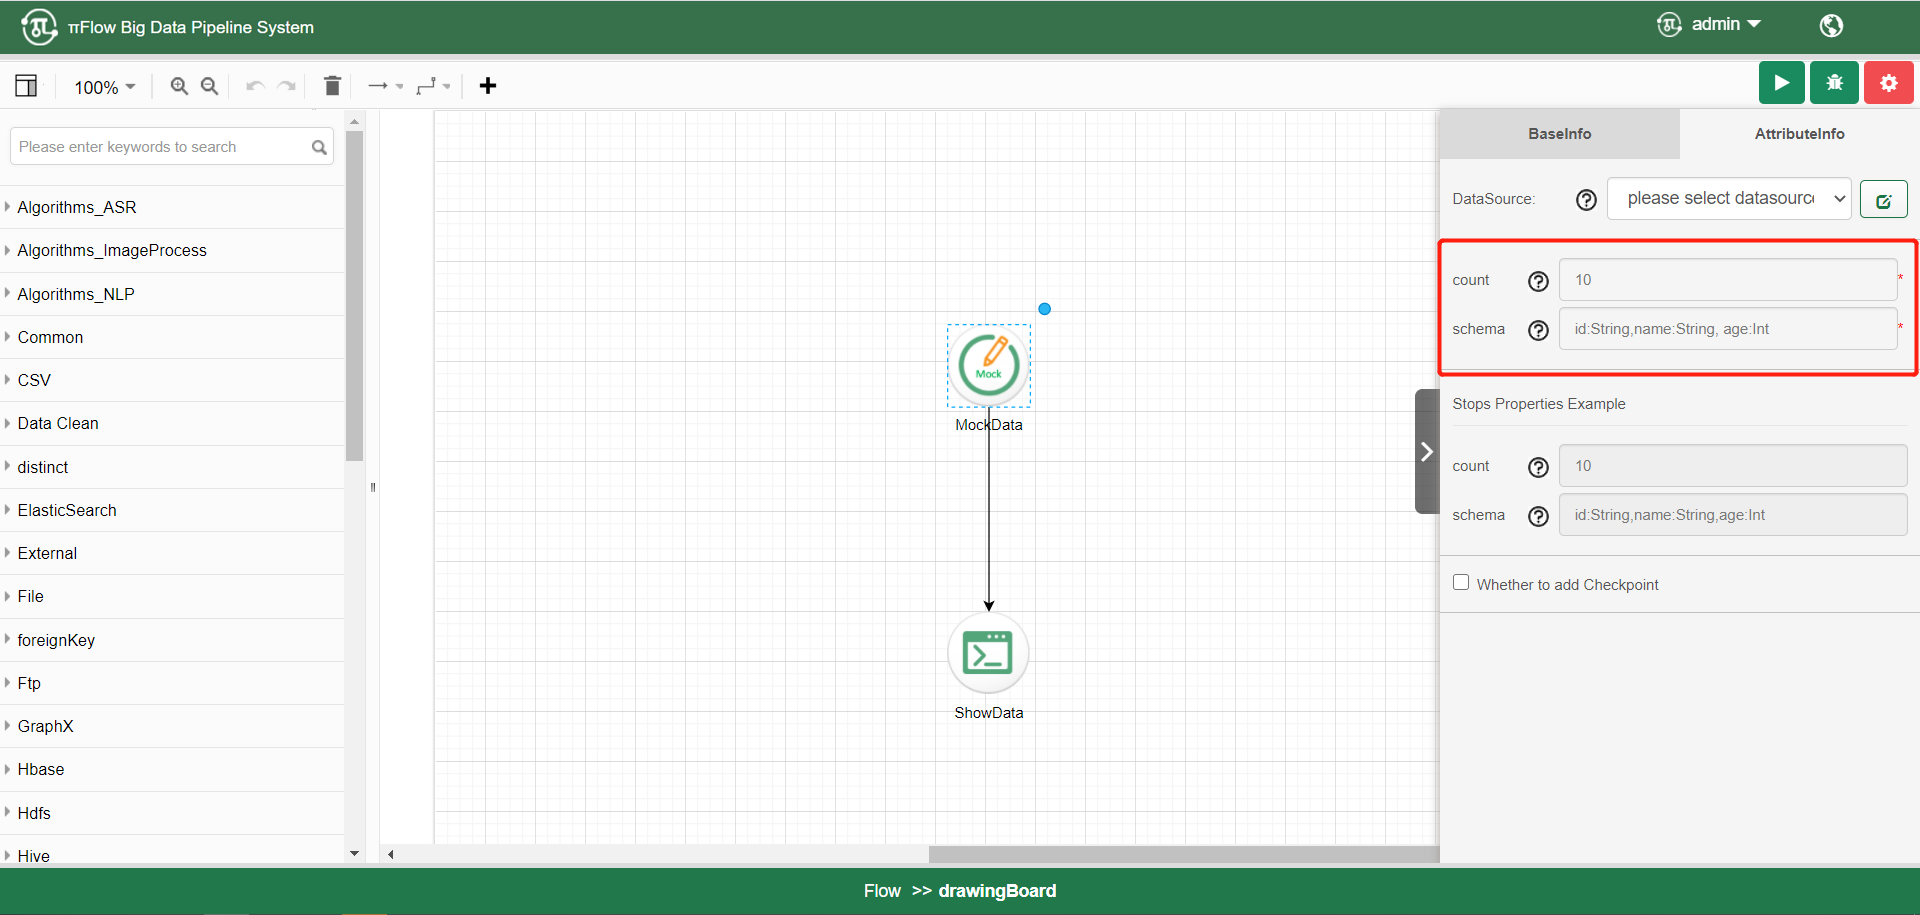 πFlow Big Data Pipeline System
admin
100%
Please enter keywords to search
Algorithms_ASR
Algorithms_ImageProcess
Algorithms_NLP
Common
CSV
Data Clean
distinct
ElasticSearch
External
File
foreignKey
Ftp
GraphX
Hbase
Hdfs
Hive
Mock
MockData
ShowData
BaseInfo
AttributeInfo
DataSource:
please select datasourc
count
10
*
schema
id:String,name:String, age:Int
*
Stops Properties Example
count
10
schema
id:String,name:String,age:Int
Whether to add Checkpoint
Flow >> drawingBoard